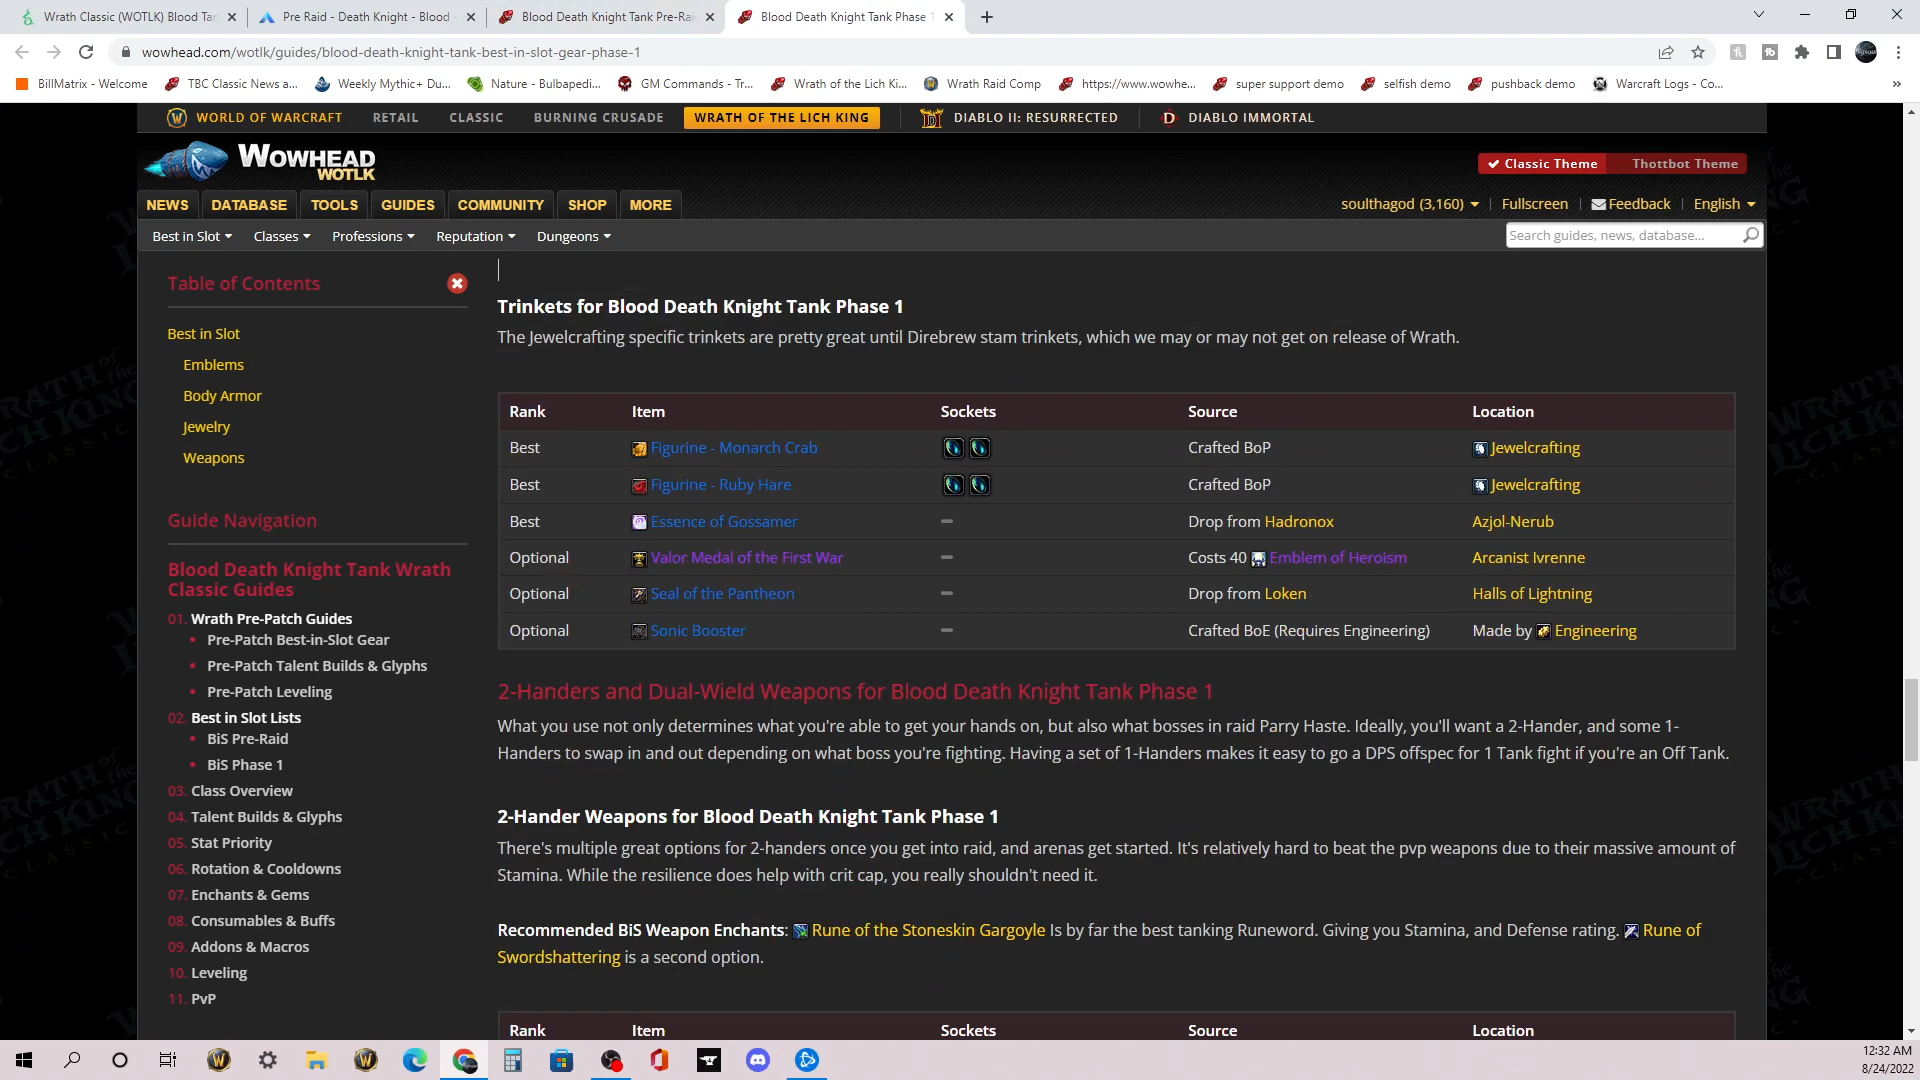 Wrath Classic (WOTLK) Blood Tan
Pre Raid - Death Knight - Blood -
Blood Death Knight Tank Pre-Rai
Blood Death Knight Tank Phase 1
wowhead.com/wotlk/guides/blood-death-knight-tank-best-in-slot-gear-phase-1
BillMatrix - Welcome
TBC Classic News a...
Weekly Mythic+ Du...
Nature - Bulbapedi...
GM Commands - Tr...
Wrath of the Lich Ki...
Wrath Raid Comp
https://www.wowhe...
super support demo
selfish demo
pushback demo
Warcraft Logs - Co...
WORLD OF WARCRAFT
RETAIL
CLASSIC
BURNING CRUSADE
WRATH OF THE LICH KING
DIABLO II: RESURRECTED
DIABLO IMMORTAL
WOWHEAD
WOTLK
Classic Theme
Thottbot Theme
NEWS
DATABASE
TOOLS
GUIDES
COMMUNITY
SHOP
MORE
soulthagod (3,160)
Fullscreen
Feedback
English
Best in Slot
Classes
Professions
Reputation
Dungeons
Search guides, news, database...
Table of Contents
Best in Slot
Emblems
Body Armor
Jewelry
Weapons
Guide Navigation
Blood Death Knight Tank Wrath
Classic Guides
01. Wrath Pre-Patch Guides
Pre-Patch Best-in-Slot Gear
Pre-Patch Talent Builds & Glyphs
Pre-Patch Leveling
02. Best in Slot Lists
BiS Pre-Raid
BiS Phase 1
03. Class Overview
04. Talent Builds & Glyphs
05. Stat Priority
06. Rotation & Cooldowns
07. Enchants & Gems
08. Consumables & Buffs
09. Addons & Macros
10. Leveling
11. PvP
Trinkets for Blood Death Knight Tank Phase 1
The Jewelcrafting specific trinkets are pretty great until Direbrew stam trinkets, which we may or may not get on release of Wrath.
Rank Item Sockets Source Location
Best Figurine - Monarch Crab Crafted BoP Jewelcrafting
Best Figurine - Ruby Hare Crafted BoP Jewelcrafting
Best Essence of Gossamer – Drop from Hadronox Azjol-Nerub
Optional Valor Medal of the First War – Costs 40 Emblem of Heroism Arcanist Ivrenne
Optional Seal of the Pantheon – Drop from Loken Halls of Lightning
Optional Sonic Booster – Crafted BoE (Requires Engineering) Made by Engineering
2-Handers and Dual-Wield Weapons for Blood Death Knight Tank Phase 1
What you use not only determines what you're able to get your hands on, but also what bosses in raid Parry Haste. Ideally, you'll want a 2-Hander, and some 1-
Handers to swap in and out depending on what boss you're fighting. Having a set of 1-Handers makes it easy to go a DPS offspec for 1 Tank fight if you're an Off Tank.
2-Hander Weapons for Blood Death Knight Tank Phase 1
There's multiple great options for 2-handers once you get into raid, and arenas get started. It's relatively hard to beat the pvp weapons due to their massive amount of
Stamina. While the resilience does help with crit cap, you really shouldn't need it.
Recommended BiS Weapon Enchants: Rune of the Stoneskin Gargoyle Is by far the best tanking Runeword. Giving you Stamina, and Defense rating. Rune of
Swordshattering is a second option.
Rank Item Sockets Source Location
12:32 AM
8/24/2022